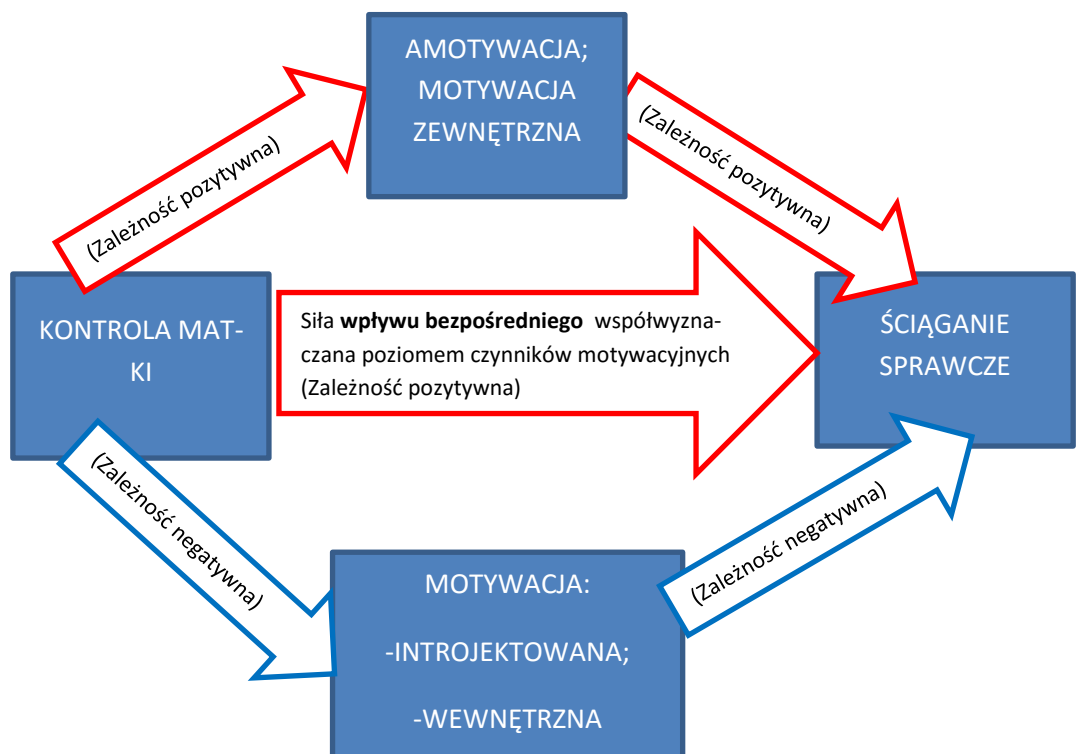 AMOTYWACJA;
MOTYWACJA
ZEWNĘTRZNA
(Zależność pozytywna)
(Zależność pozytywna)
KONTROLA MAT-
KI
Siła wpływu bezpośredniego współwyzna-
czana poziomem czynników motywacyjnych
(Zależność pozytywna)
ŚCIĄGANIE
SPRAWCZE
(Zależność negatywna)
(Zależność negatywna)
MOTYWACJA:
-INTROJEKTOWANA;
-WEWNĘTRZNA